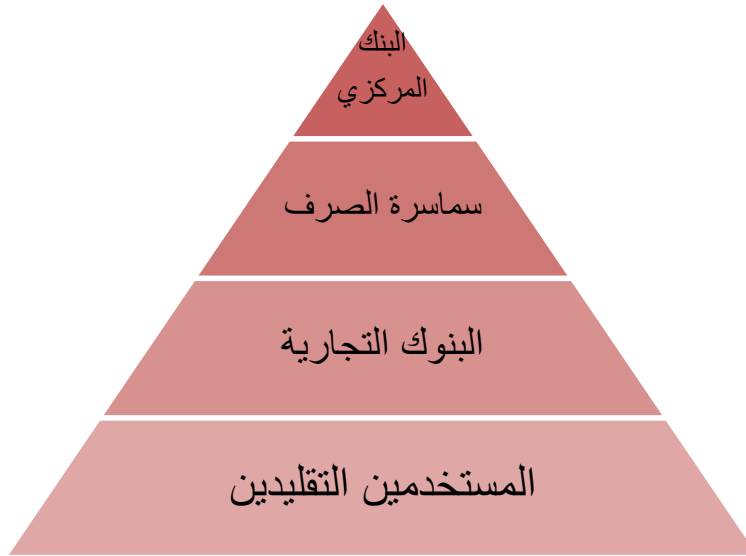 البنك
المركزي
سماسرة الصرف
البنوك التجارية
المستخدمين التقليدين